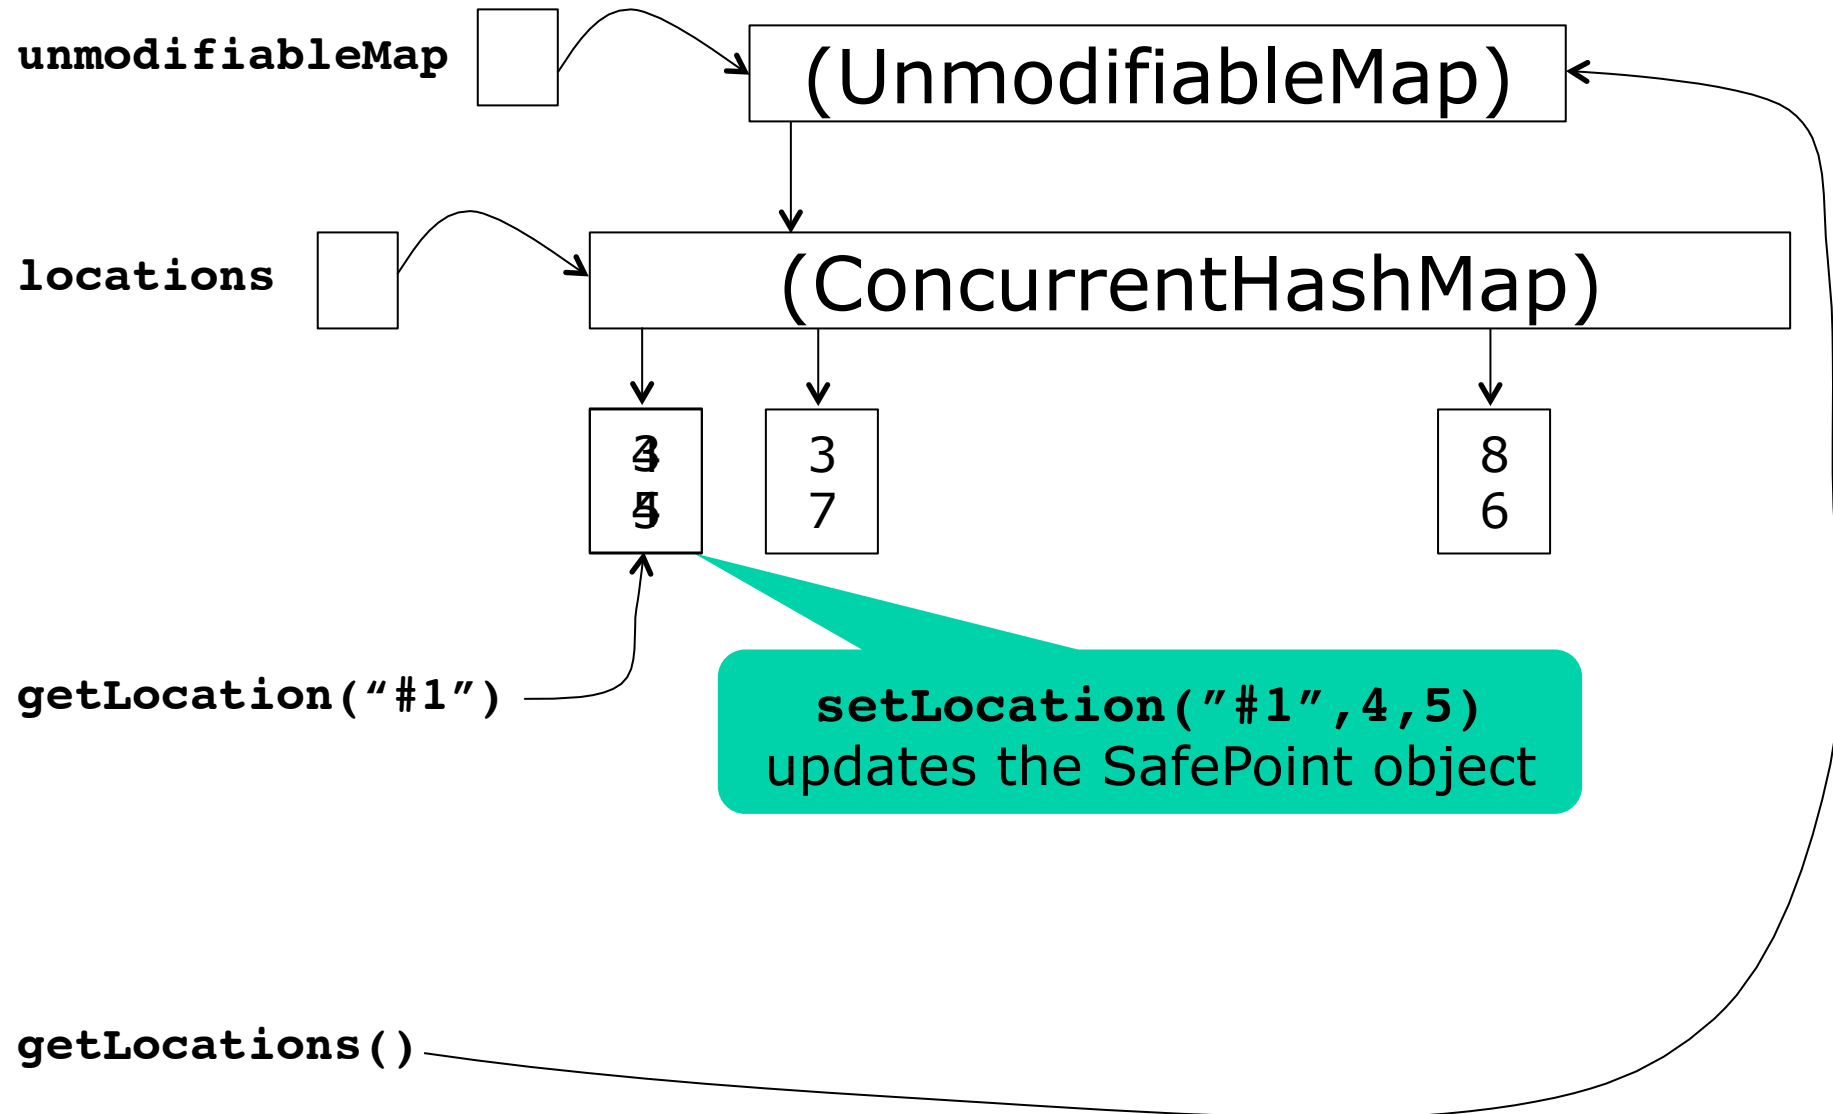 unmodifiableMap
(UnmodifiableMap)
locations
(ConcurrentHashMap)
3
8
7
6
getLocation(“#1”)
setLocation(”#1”,4,5)
updates the SafePoint object
getLocations()